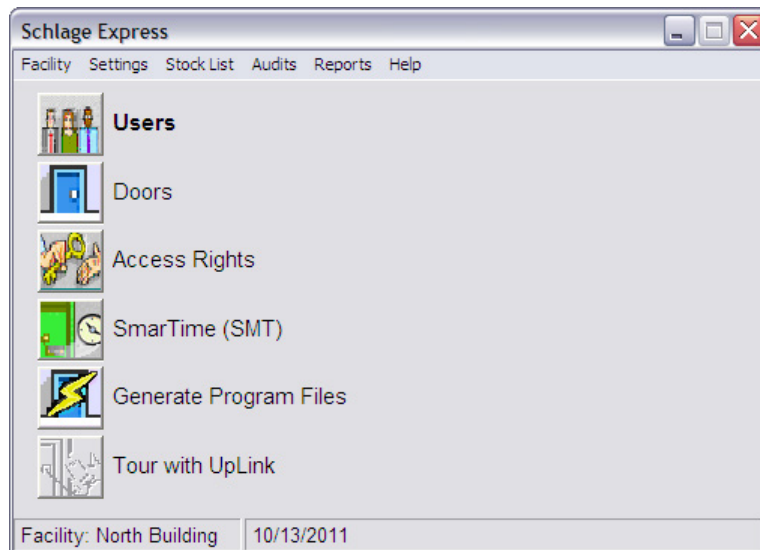 Schlage Express
Facility Settings Stock List Audits Reports Help
Users
Doors
Access Rights
SmarTime (SMT)
Generate Program Files
Tour with UpLink
Facility: North Building 10/13/2011